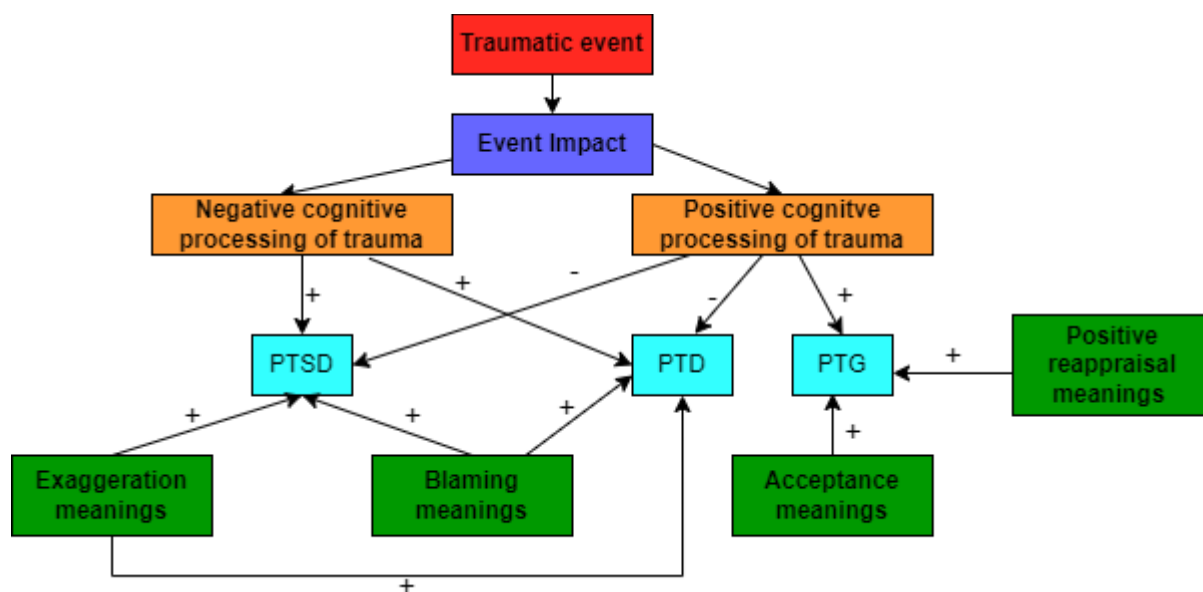 Traumatic event
Event Impact
Negative cognitive
processing of trauma
Positive cognitve
processing of trauma
+
+
-
-
+
PTSD
PTD
PTG
+
Positive
reappraisal
meanings
+
+
+
+
Exaggeration
meanings
Blaming
meanings
Acceptance
meanings
+